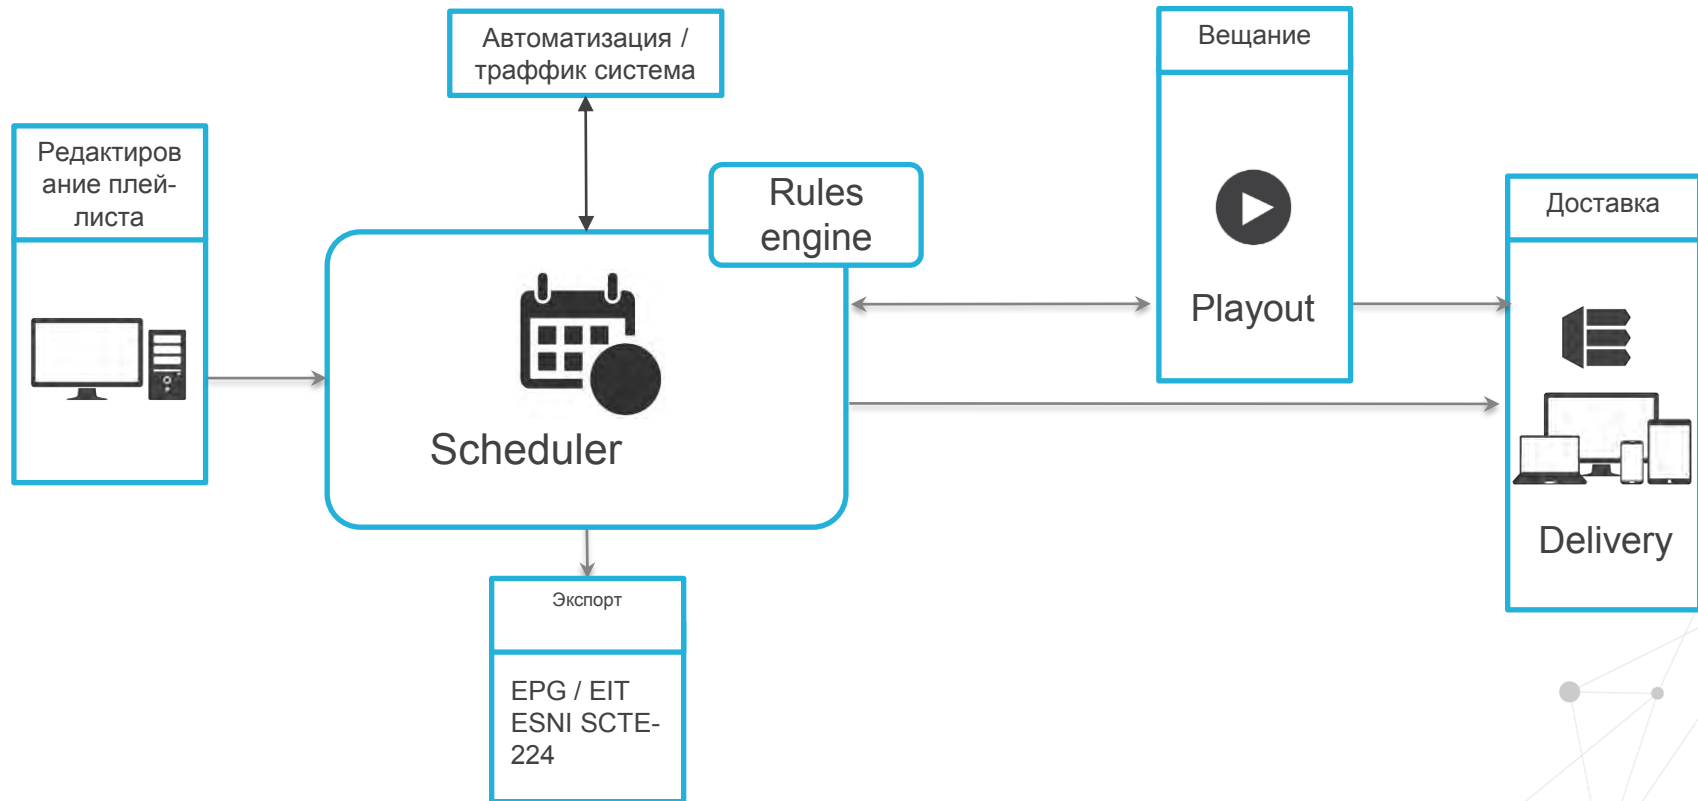 Автоматизация /
траффик система
Вещание
Редактиров
ание плей-
листа
Rules
engine
Доставка
Playout
Scheduler
Delivery
Экспорт
EPG / EIT
ESNI SCTE-
224